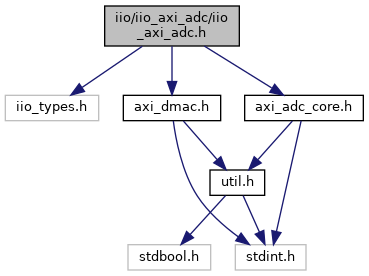 iio/iio_axi_adc/iio
_axi_adc.h
iio_types.h
axi_dmac.h
axi_adc_core.h
util.h
stdbool.h
stdint.h